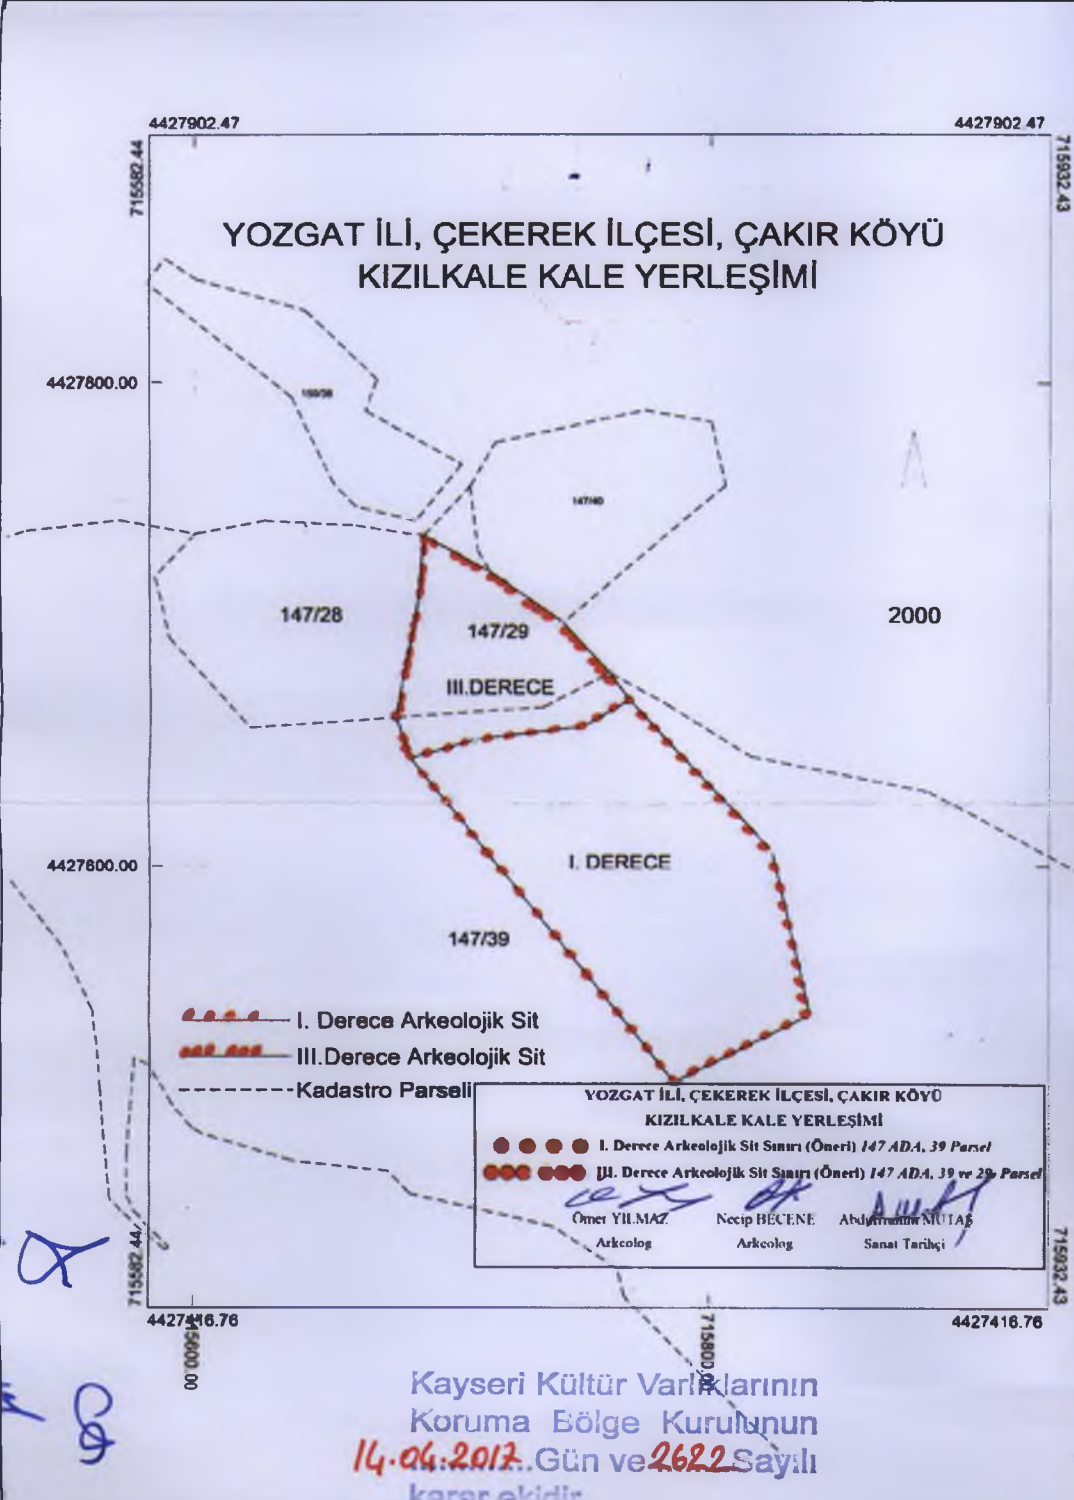 4427902.47 4427902.47
715582.44 715932.43
YOZGAT İLİ, ÇEKEREK İLÇESİ, ÇAKIR KÖYÜ
KIZILKALE KALE YERLEŞİMİ
4427800.00
147/40
147/28
147/29
2000
III.DERECE
4427600.00
I. DERECE
147/39
I. Derece Arkeolojik Sit
III.Derece Arkeolojik Sit
Kadastro Parseli
YOZGAT İLİ, ÇEKEREK İLÇESİ, ÇAKIR KÖYÜ
KIZILKALE KALE YERLEŞİMİ
I. Derece Arkeolojik Sit Sınırı (Öneri) 147 ADA, 39 Parsel
III. Derece Arkeolojik Sit Sınırı (Öneri) 147 ADA, 39 ve 29 Parsel
Ömer YILMAZ Necip BECENE MUTAŞ
Arkeolog Arkeolog Sanat Tarihçi
715582.44 715932.43
4427416.76 4427416.76
715600.00 715800.00
Kayseri Kültür Varlıklarının
Koruma Bölge Kurulunun
14.04.2017 Gün ve 2622 Sayılı
karar ekidir